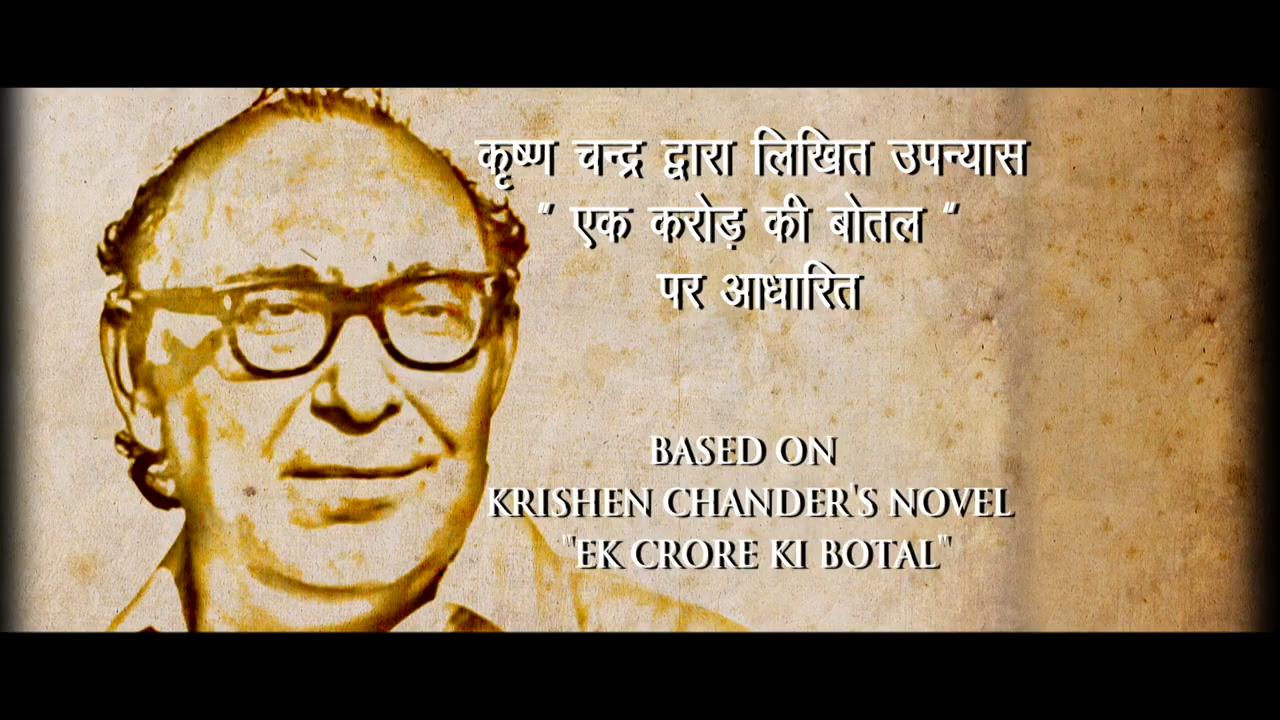 कृष्ण चन्द्र द्वारा लिखित उपन्यास
" एक करोड़ की बोतल "
पर आधारित
BASED ON
KRISHEN CHANDER'S NOVEL
"EK CRORE KI BOTAL"